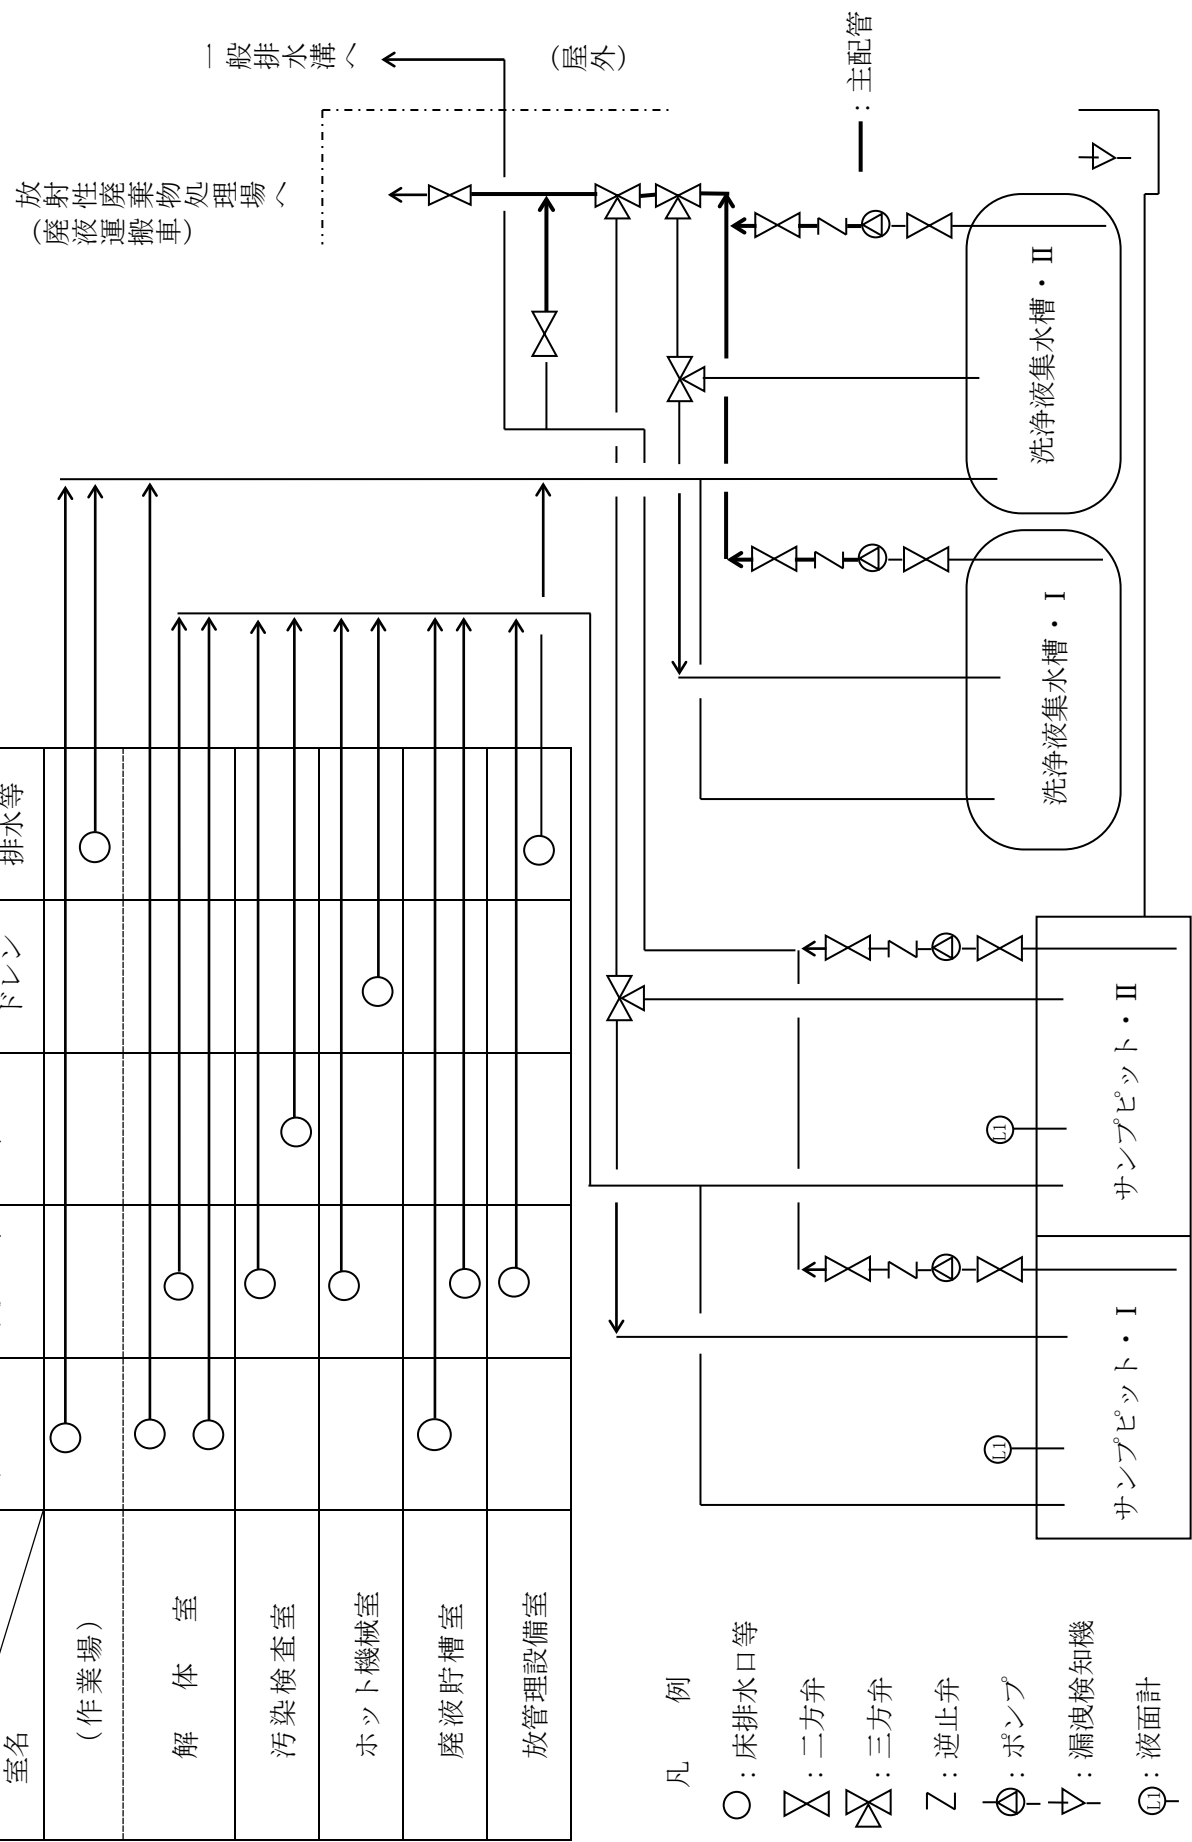 室名
排水等
ドレン
(作業場)
解体室
汚染検査室
ホット機械室
廃液貯槽室
放管理設備室
放射性廃棄物処理場へ
(廃液運搬車)
一般排水溝へ
(屋外)
:主配管
洗浄液集水槽・Ⅱ
洗浄液集水槽・Ⅰ
サンプピット・Ⅱ
サンプピット・Ⅰ
L1
L1
凡例
:床排水口等
:二方弁
:三方弁
:逆止弁
:ポンプ
:漏洩検知機
L1:液面計